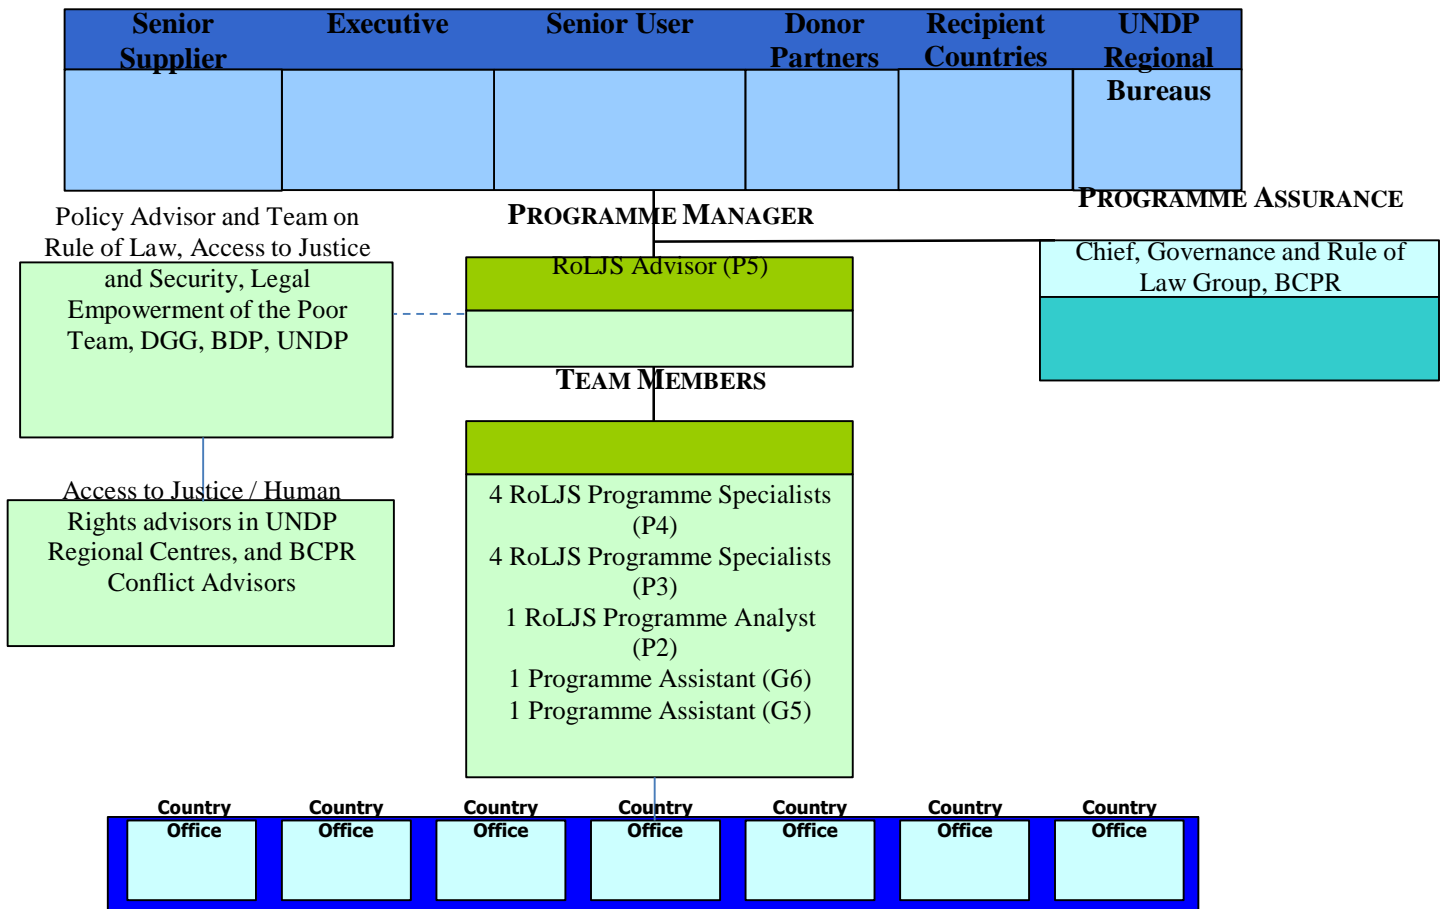 Senior Supplier
Executive
Senior User
Donor Partners
Recipient Countries
UNDP Regional Bureaus
PROGRAMME MANAGER
PROGRAMME ASSURANCE
Policy Advisor and Team on
Rule of Law, Access to Justice
and Security, Legal
Empowerment of the Poor
Team, DGG, BDP, UNDP
RoLJS Advisor (P5)
Chief, Governance and Rule of
Law Group, BCPR
TEAM MEMBERS
Access to Justice / Human
Rights advisors in UNDP
Regional Centres, and BCPR
Conflict Advisors
4 RoLJS Programme Specialists
(P4)
4 RoLJS Programme Specialists
(P3)
1 RoLJS Programme Analyst
(P2)
1 Programme Assistant (G6)
1 Programme Assistant (G5)
Country Office
Country Office
Country Office
Country Office
Country Office
Country Office
Country Office